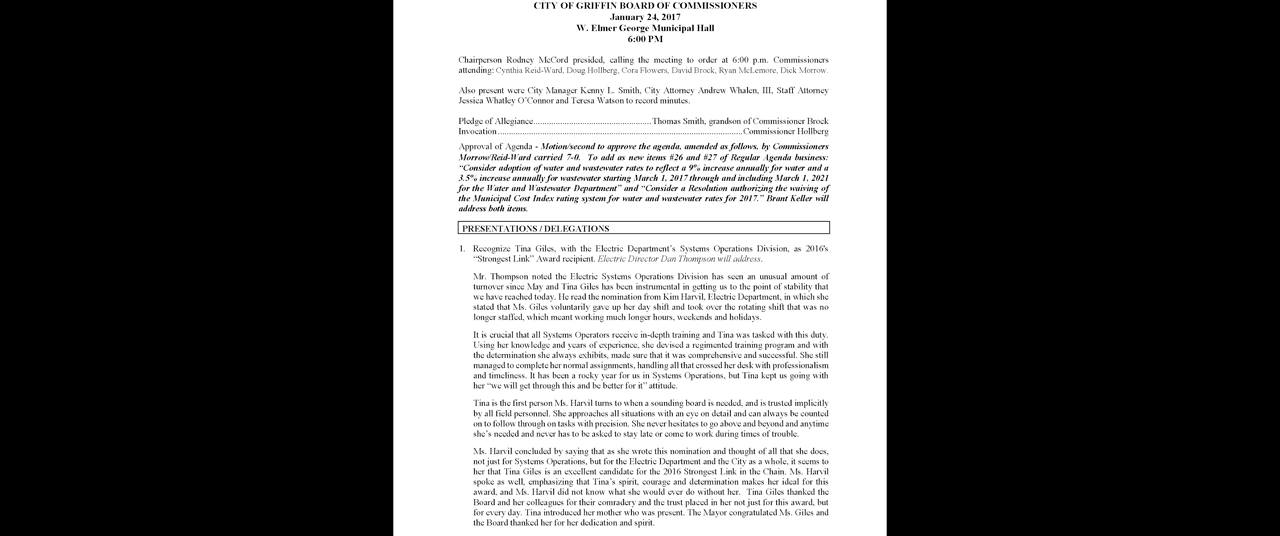 CITY OF GRIFFIN BOARD OF COMMISSIONERS
January 24, 2017
W. Elmer George Municipal Hall
6:00 PM
Chairperson Rodney McCord presided, calling the meeting to order at 6:00 p.m. Commissioners
attending: Cynthia Reid-Ward, Doug Hollberg, Cora Flowers, David Brock, Ryan McLemore, Dick Morrow.
Also present were City Manager Kenny L. Smith, City Attorney Andrew Whalen, III, Staff Attorney
Jessica Whatley O'Connor and Teresa Watson to record minutes.
Pledge of Allegiance....................................................Thomas Smith, grandson of Commissioner Brock
Invocation.............................................................................................................Commissioner Hollberg
Approval of Agenda - Motion/second to approve the agenda, amended as follows, by Commissioners
Morrow/Reid-Ward carried 7-0. To add as new items #26 and #27 of Regular Agenda business:
"Consider adoption of water and wastewater rates to reflect a 9% increase annually for water and a
3.5% increase annually for wastewater starting March 1, 2017 through and including March 1, 2021
for the Water and Wastewater Department" and "Consider a Resolution authorizing the waiving of
the Municipal Cost Index rating system for water and wastewater rates for 2017." Brant Keller will
address both items.
PRESENTATIONS / DELEGATIONS
1. Recognize Tina Giles, with the Electric Department's Systems Operations Division, as 2016's
"Strongest Link" Award recipient. Electric Director Dan Thompson will address.
Mr. Thompson noted the Electric Systems Operations Division has seen an unusual amount of
turnover since May and Tina Giles has been instrumental in getting us to the point of stability that
we have reached today. He read the nomination from Kim Harvil, Electric Department, in which she
stated that Ms. Giles voluntarily gave up her day shift and took over the rotating shift that was no
longer staffed, which meant working much longer hours, weekends and holidays.
It is crucial that all Systems Operators receive in-depth training and Tina was tasked with this duty.
Using her knowledge and years of experience, she devised a regimented training program and with
the determination she always exhibits, made sure that it was comprehensive and successful. She still
managed to complete her normal assignments, handling all that crossed her desk with professionalism
and timeliness. It has been a rocky year for us in Systems Operations, but Tina kept us going with
her "we will get through this and be better for it" attitude.
Tina is the first person Ms. Harvil turns to when a sounding board is needed, and is trusted implicitly
by all field personnel. She approaches all situations with an eye on detail and can always be counted
on to follow through on tasks with precision. She never hesitates to go above and beyond and anytime
she's needed and never has to be asked to stay late or come to work during times of trouble.
Ms. Harvil concluded by saying that as she wrote this nomination and thought of all that she does,
not just for Systems Operations, but for the Electric Department and the City as a whole, it seems to
her that Tina Giles is an excellent candidate for the 2016 Strongest Link in the Chain. Ms. Harvil
spoke as well, emphasizing that Tina's spirit, courage and determination makes her ideal for this
award, and Ms. Harvil did not know what she would ever do without her. Tina Giles thanked the
Board and her colleagues for their comradery and the trust placed in her not just for this award, but
for every day. Tina introduced her mother who was present. The Mayor congratulated Ms. Giles and
the Board thanked her for her dedication and spirit.